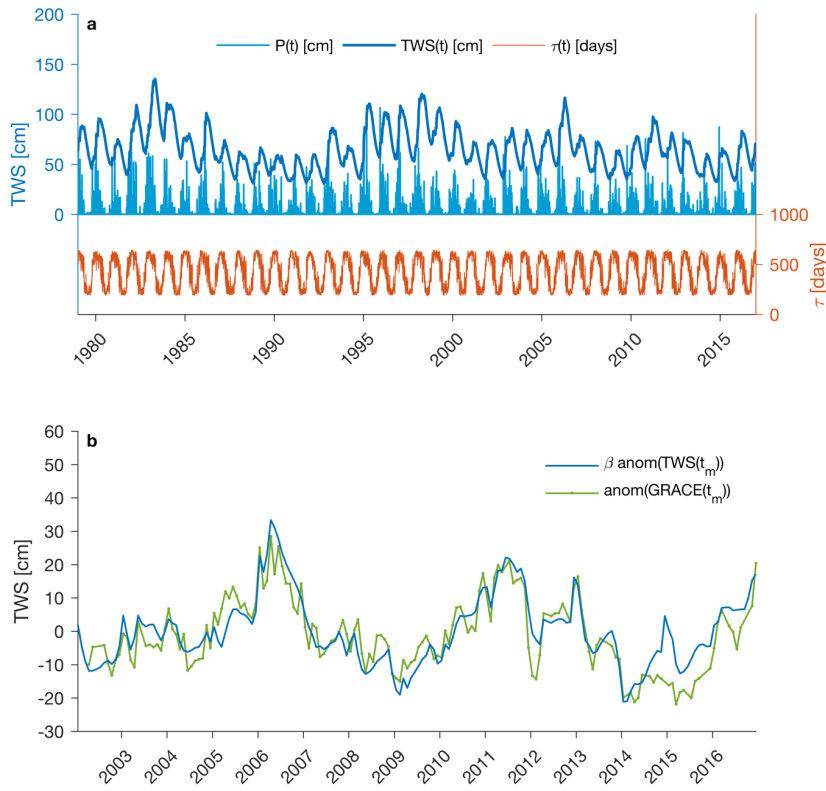 a
P(t) [cm] TWS(t) [cm] τ(t) [days]
200
150
100
50
0
TWS [cm]
1000
500
0
τ [days]
1980 1985 1990 1995 2000 2005 2010 2015
b
β anom(TWS(t_m))
anom(GRACE(t_m))
60
50
40
30
20
10
0
-10
-20
-30
TWS [cm]
2003 2004 2005 2006 2007 2008 2009 2010 2011 2012 2013 2014 2015 2016